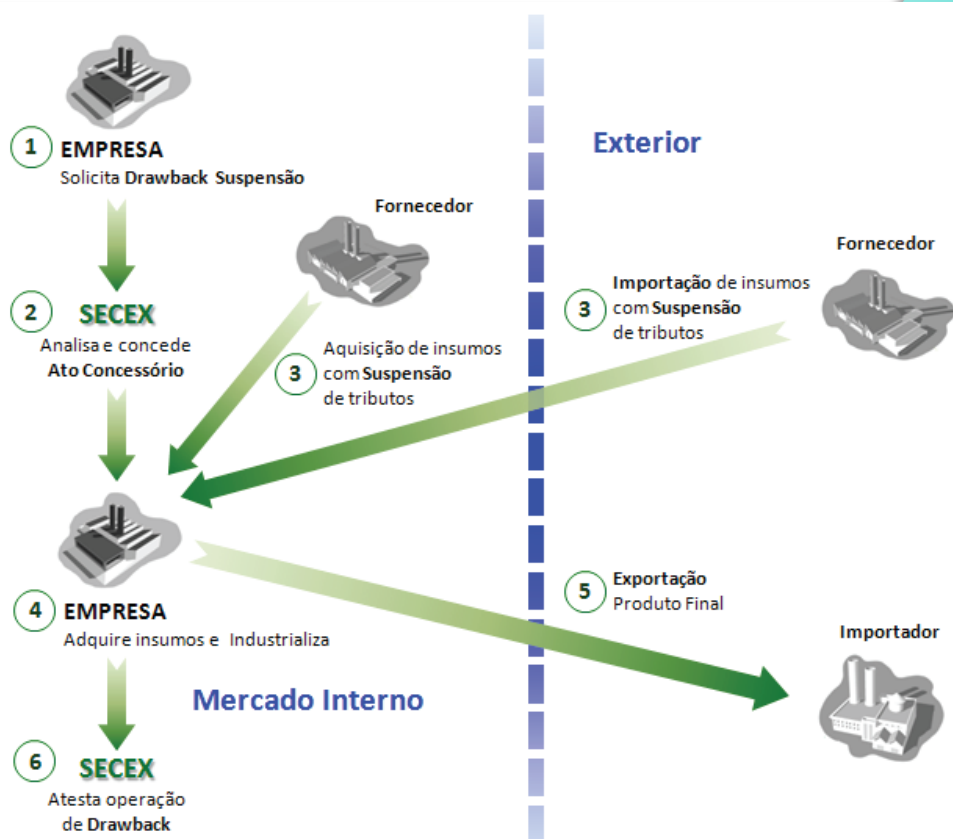 1
EMPRESA
Solicita Drawback Suspensão
Fornecedor
Exterior
Fornecedor
2
SECEX
Analisa e concede
Ato Concessório
3
Aquisição de insumos
com Suspensão
de tributos
3
Importação de insumos
com Suspensão
de tributos
4
EMPRESA
Adquire insumos e Industrializa
5
Exportação
Produto Final
Importador
Mercado Interno
6
SECEX
Atesta operação
de Drawback